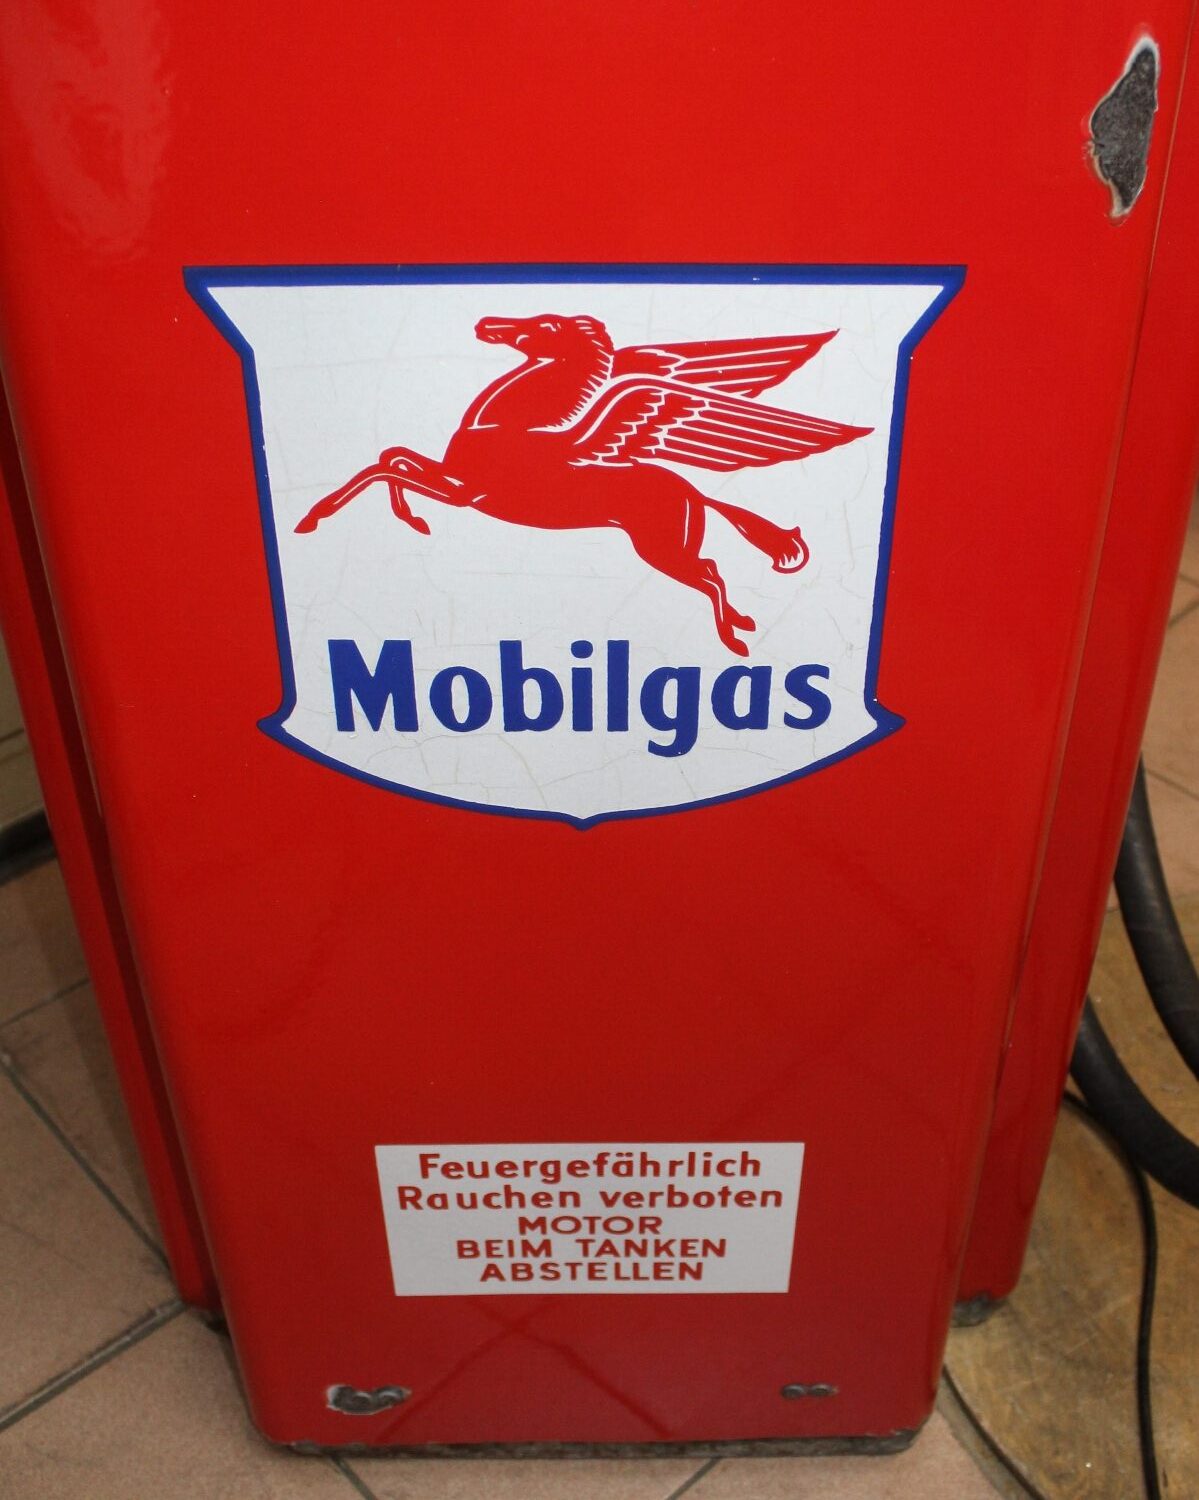 Mobilgas
Feuergefährlich
Rauchen verboten
MOTOR
BEIM TANKEN
ABSTELLEN